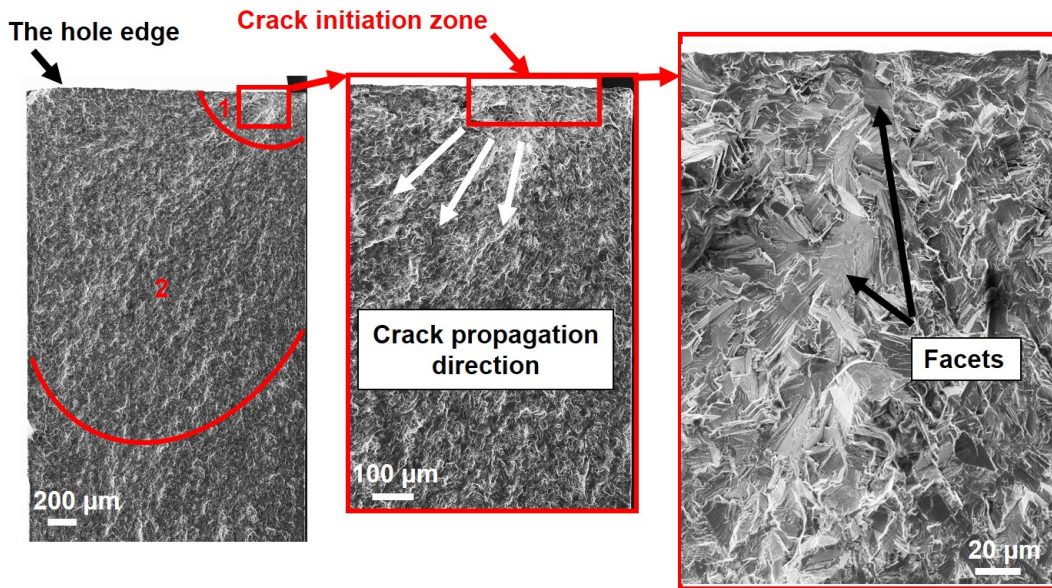 The hole edge
Crack initiation zone
1
2
200 µm
Crack propagation
direction
100 µm
Facets
20 µm